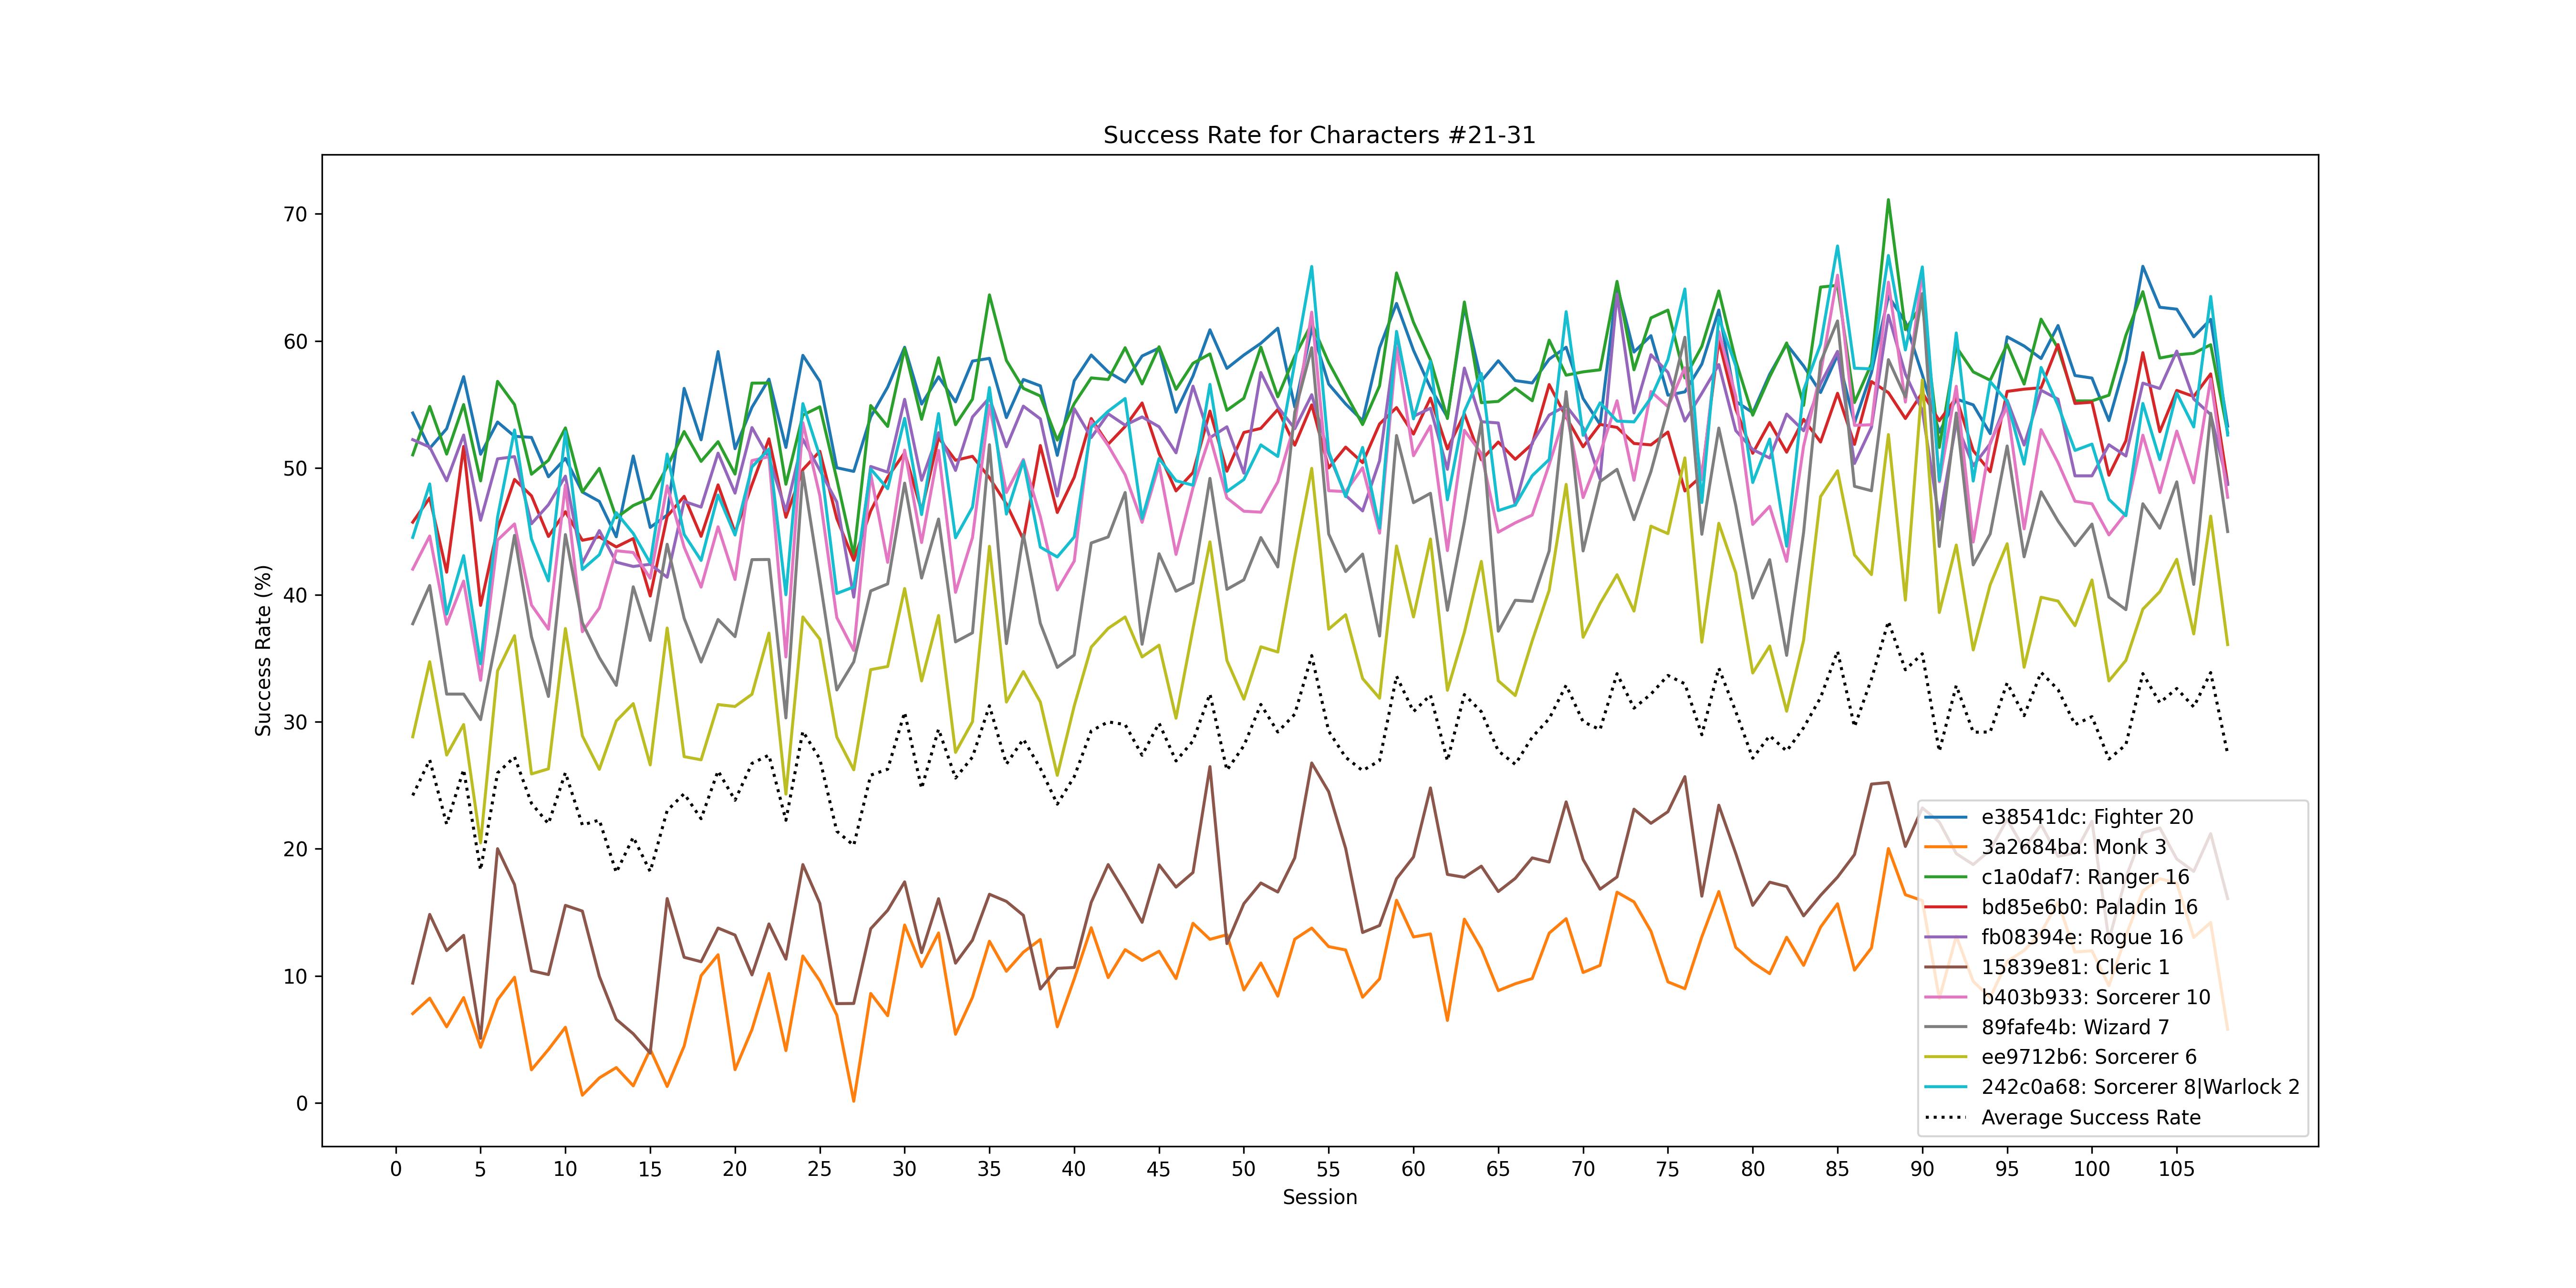 Success Rate for Characters #21-31
Success Rate (%)
70
60
50
40
30
20
10
0
e38541dc: Fighter 20
3a2684ba: Monk 3
c1a0daf7: Ranger 16
bd85e6b0: Paladin 16
fb08394e: Rogue 16
15839e81: Cleric 1
b403b933: Sorcerer 10
89fafe4b: Wizard 7
ee9712b6: Sorcerer 6
242c0a68: Sorcerer 8|Warlock 2
Average Success Rate
0 5 10 15 20 25 30 35 40 45 50 55 60 65 70 75 80 85 90 95 100 105
Session